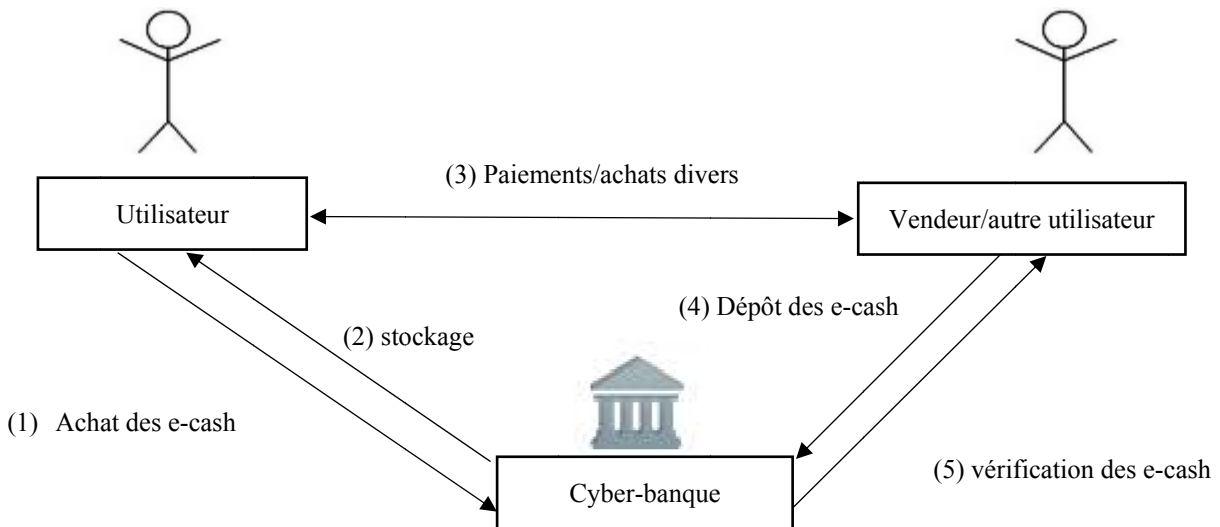 (3) Paiements/achats divers
Utilisateur
Vendeur/autre utilisateur
(4) Dépôt des e-cash
(2) stockage
(1) Achat des e-cash
(5) vérification des e-cash
Cyber-banque